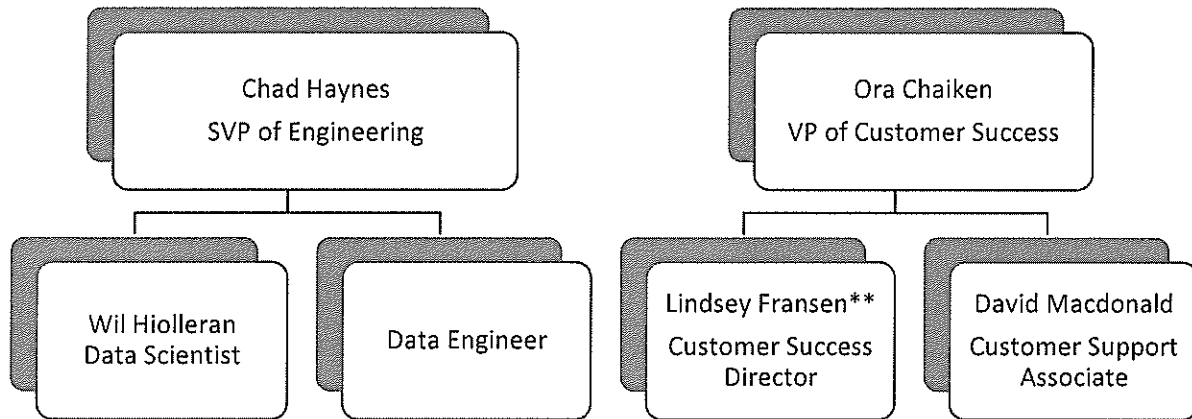 Chad Haynes
SVP of Engineering
Ora Chaiken
VP of Customer Success
Wil Hiolleran
Data Scientist
Data Engineer
Lindsey Fransen**
Customer Success
Director
David Macdonald
Customer Support
Associate